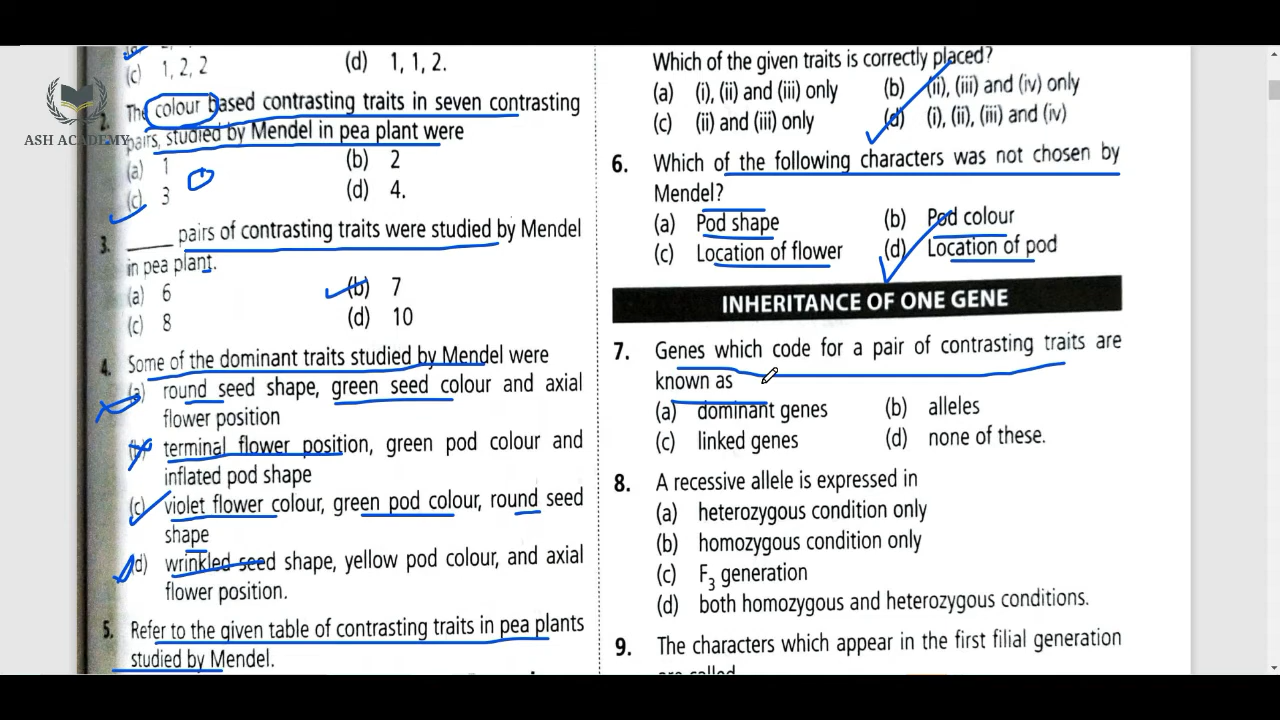 (c) 1, 2, 2 (d) 1, 1, 2.
2. The colour based contrasting traits in seven contrasting
pairs, studied by Mendel in pea plant were
(a) 1 (b) 2
(c) 3 (d) 4.
3. _____ pairs of contrasting traits were studied by Mendel
in pea plant.
(a) 6 (b) 7
(c) 8 (d) 10
4. Some of the dominant traits studied by Mendel were
(a) round seed shape, green seed colour and axial
flower position
(b) terminal flower position, green pod colour and
inflated pod shape
(c) violet flower colour, green pod colour, round seed
shape
(d) wrinkled seed shape, yellow pod colour, and axial
flower position.
5. Refer to the given table of contrasting traits in pea plants
studied by Mendel.
Which of the given traits is correctly placed?
(a) (i), (ii) and (iii) only (b) (ii), (iii) and (iv) only
(c) (ii) and (iii) only (d) (i), (ii), (iii) and (iv)
6. Which of the following characters was not chosen by
Mendel?
(a) Pod shape (b) Pod colour
(c) Location of flower (d) Location of pod
INHERITANCE OF ONE GENE
7. Genes which code for a pair of contrasting traits are
known as
(a) dominant genes (b) alleles
(c) linked genes (d) none of these.
8. A recessive allele is expressed in
(a) heterozygous condition only
(b) homozygous condition only
(c) F3 generation
(d) both homozygous and heterozygous conditions.
9. The characters which appear in the first filial generation
are called
ASH ACADEMY